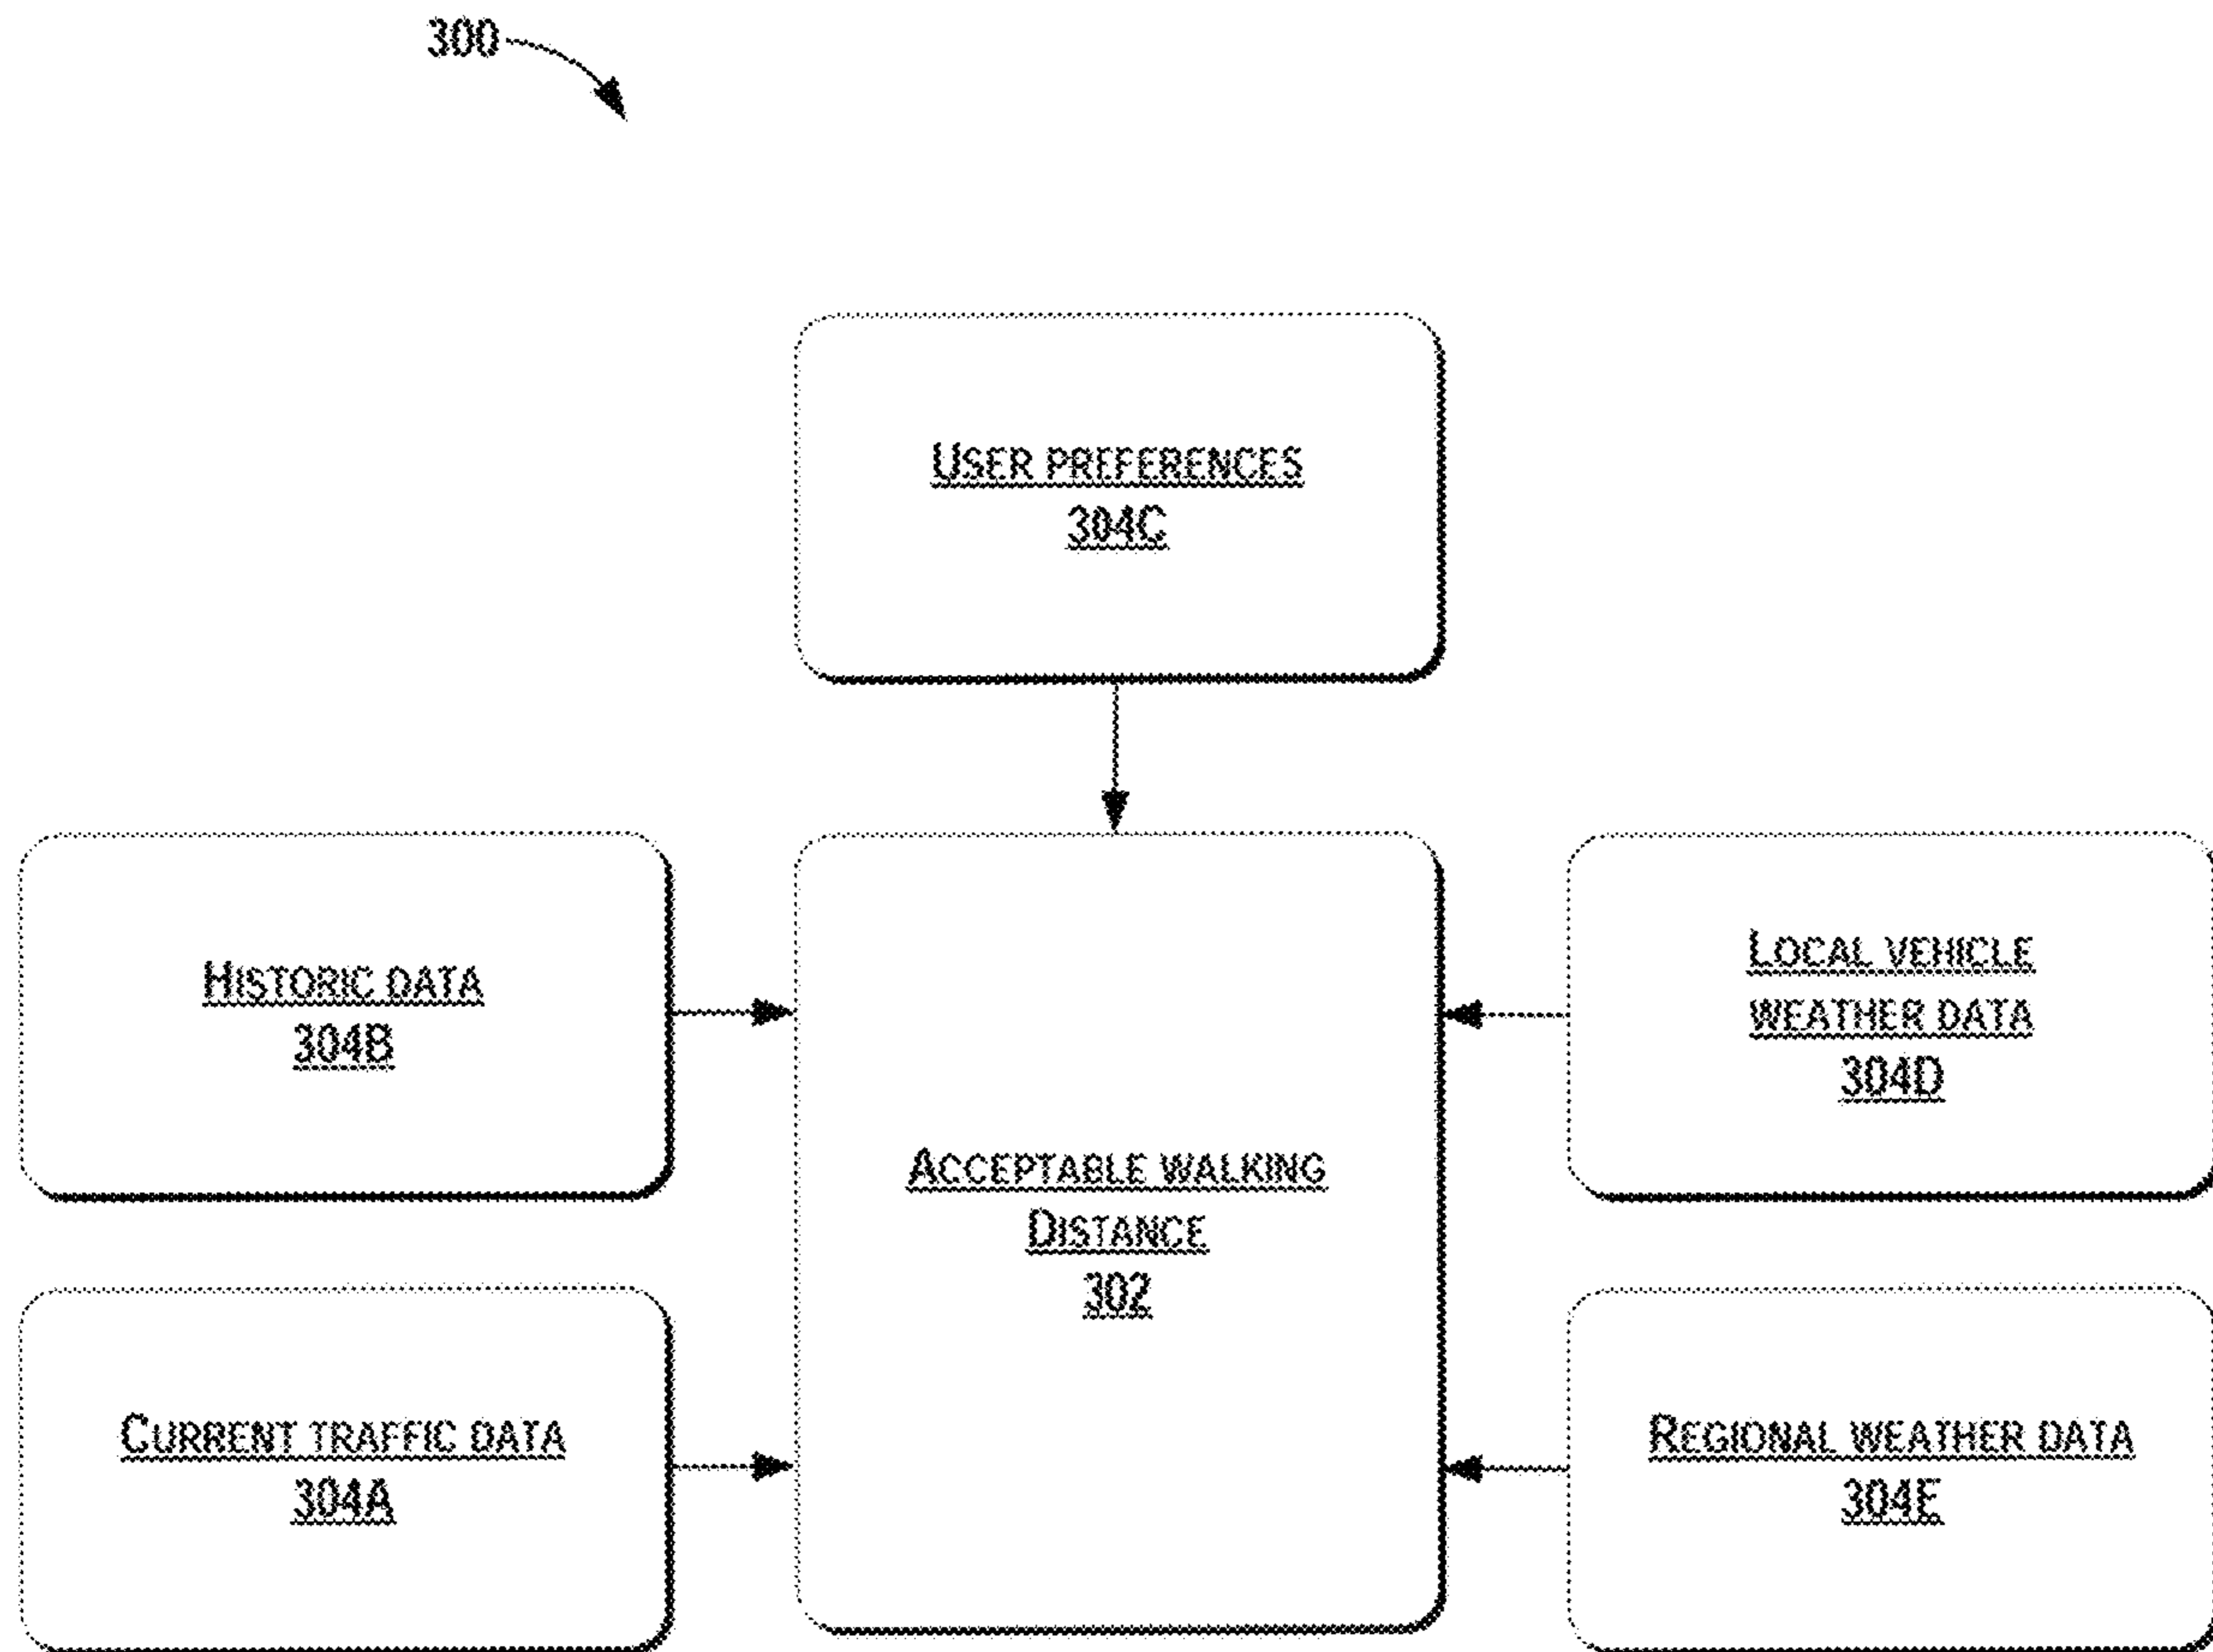 300
USER PREFERENCES
304C
HISTORIC DATA
304B
LOCAL VEHICLE
WEATHER DATA
304D
ACCEPTABLE WALKING
DISTANCE
302
CURRENT TRAFFIC DATA
304A
REGIONAL WEATHER DATA
304E